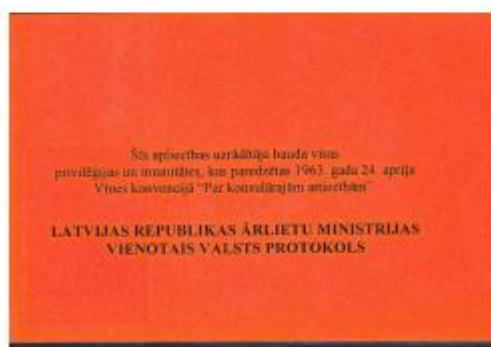 Šīs apliecības uzrādītājs bauda visas
privilēģijas un imunitātes, kas paredzētas 1963. gada 24. aprīļa
Vīnes konvencijā “Par konsulārajām attiecībām”
LATVIJAS REPUBLIKAS ĀRLIETU MINISTRIJAS
VIENOTAIS VALSTS PROTOKOLS